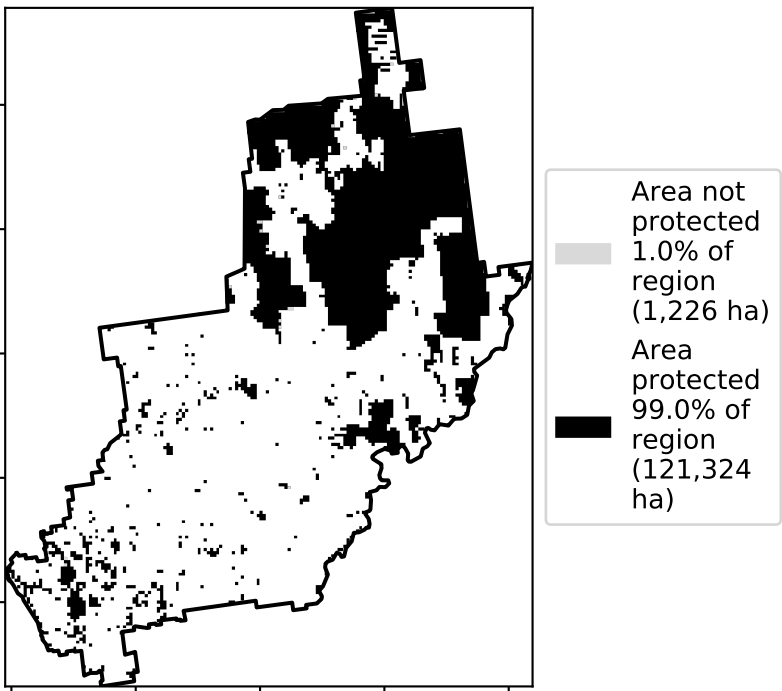 Area not
protected
1.0% of
region
(1,226 ha)
Area
protected
99.0% of
region
(121,324
ha)